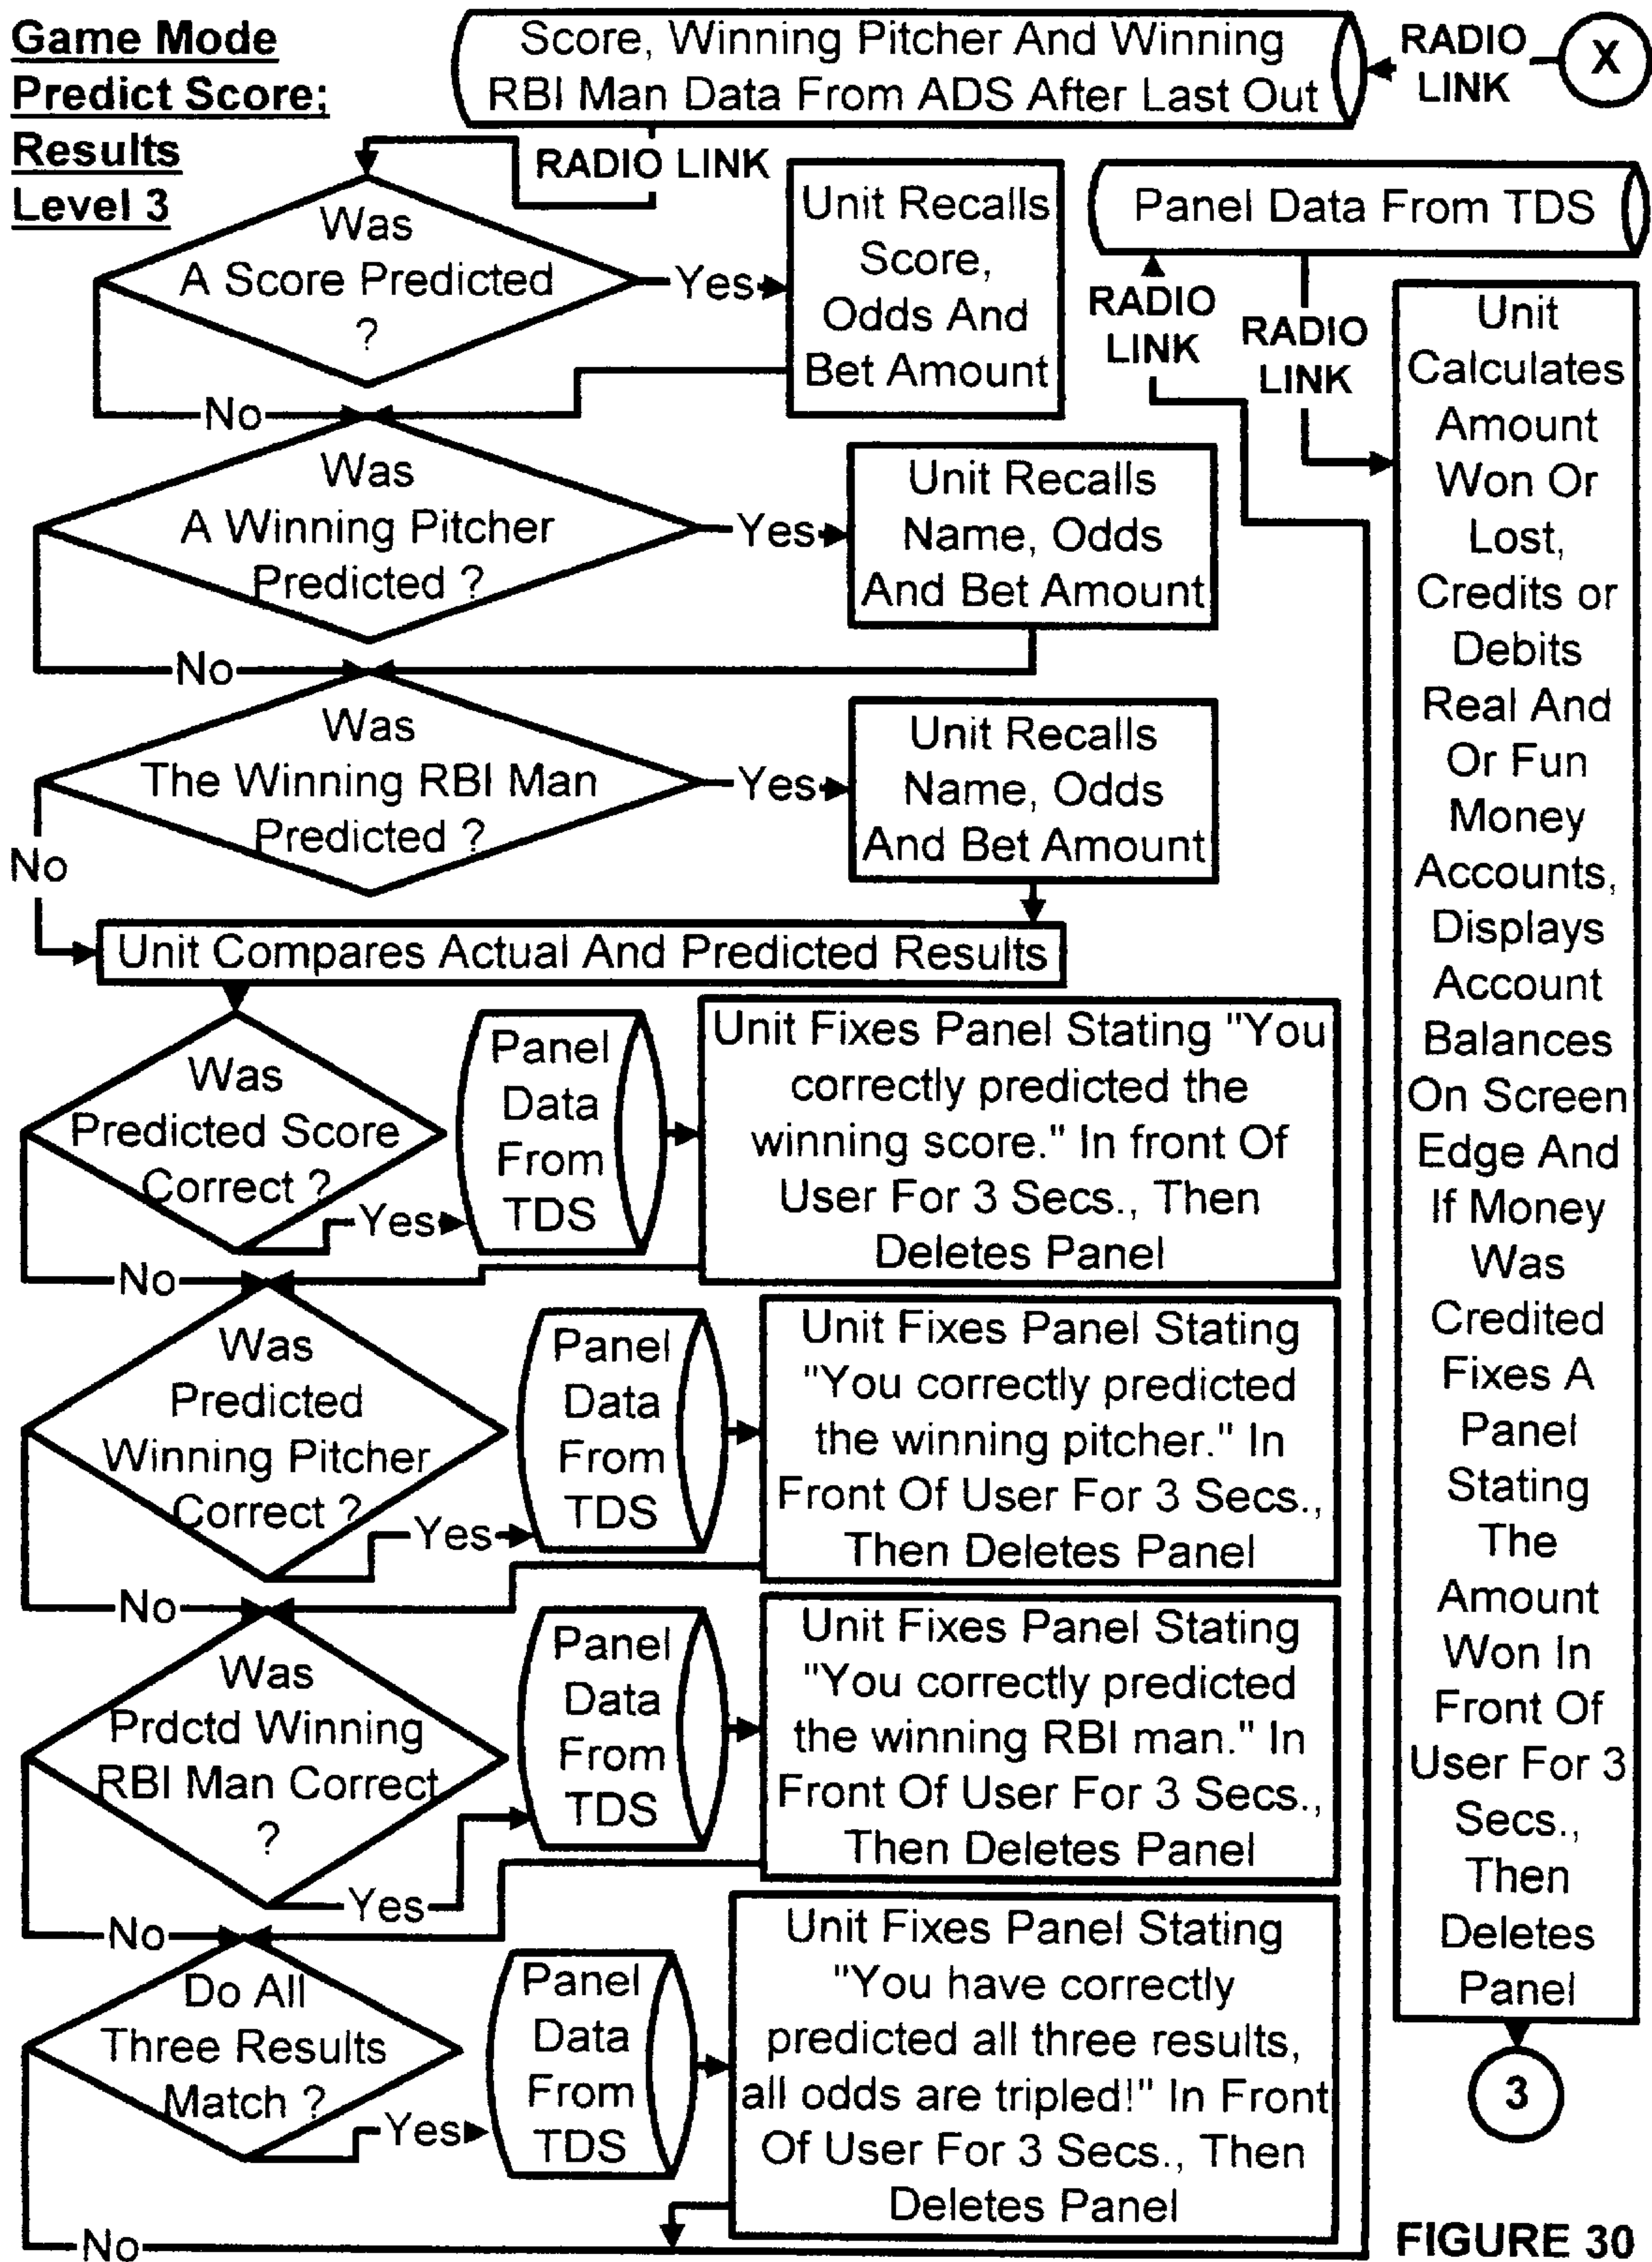 Game Mode
Predict Score;
Results
Level 3
Score, Winning Pitcher And Winning
RBI Man Data From ADS After Last Out
RADIO
LINK
X
RADIO LINK
Was
A Score Predicted
?
Yes
No
Unit Recalls
Score,
Odds And
Bet Amount
Panel Data From TDS
RADIO
LINK
RADIO
LINK
Was
A Winning Pitcher
Predicted ?
Yes
No
Unit Recalls
Name, Odds
And Bet Amount
Was
The Winning RBI Man
Predicted ?
Yes
No
Unit Recalls
Name, Odds
And Bet Amount
Unit Compares Actual And Predicted Results
Was
Predicted Score
Correct ?
Yes
No
Panel
Data
From
TDS
Unit Fixes Panel Stating "You
correctly predicted the
winning score." In front Of
User For 3 Secs., Then
Deletes Panel
Was
Predicted
Winning Pitcher
Correct ?
Yes
No
Panel
Data
From
TDS
Unit Fixes Panel Stating
"You correctly predicted
the winning pitcher." In
Front Of User For 3 Secs.,
Then Deletes Panel
Was
Prdctd Winning
RBI Man Correct
?
Yes
No
Panel
Data
From
TDS
Unit Fixes Panel Stating
"You correctly predicted
the winning RBI man." In
Front Of User For 3 Secs.,
Then Deletes Panel
Do All
Three Results
Match ?
Yes
No
Panel
Data
From
TDS
Unit Fixes Panel Stating
"You have correctly
predicted all three results,
all odds are tripled!" In Front
Of User For 3 Secs., Then
Deletes Panel
Unit
Calculates
Amount
Won Or
Lost,
Credits or
Debits
Real And
Or Fun
Money
Accounts,
Displays
Account
Balances
On Screen
Edge And
If Money
Was
Credited
Fixes A
Panel
Stating
The
Amount
Won In
Front Of
User For 3
Secs.,
Then
Deletes
Panel
3
FIGURE 30